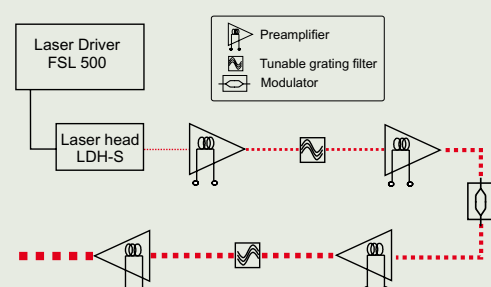 Laser Driver
FSL 500
Preamplifier
Tunable grating filter
Modulator
Laser head
LDH-S